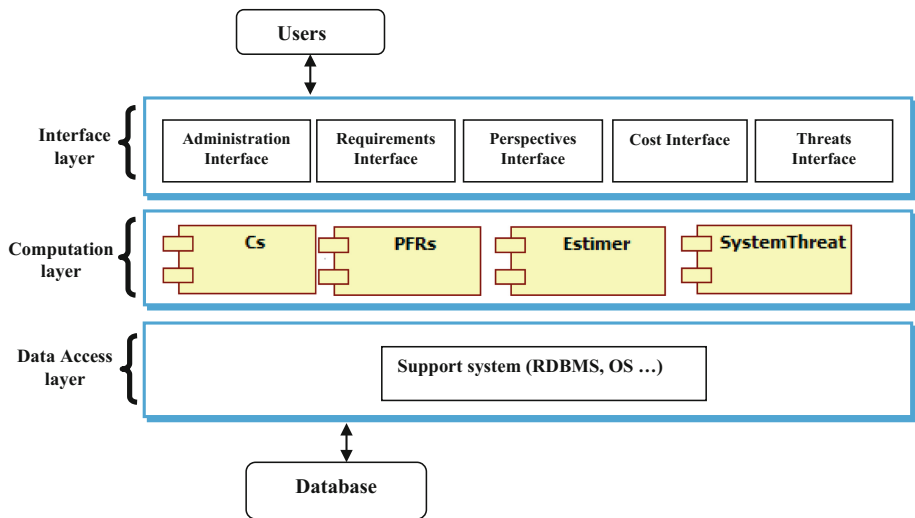 Users
Interface
layer
Administration
Interface
Requirements
Interface
Perspectives
Interface
Cost Interface
Threats
Interface
Computation
layer
Cs
PFRs
Estimer
SystemThreat
Data Access
layer
Support system (RDBMS, OS ...)
Database